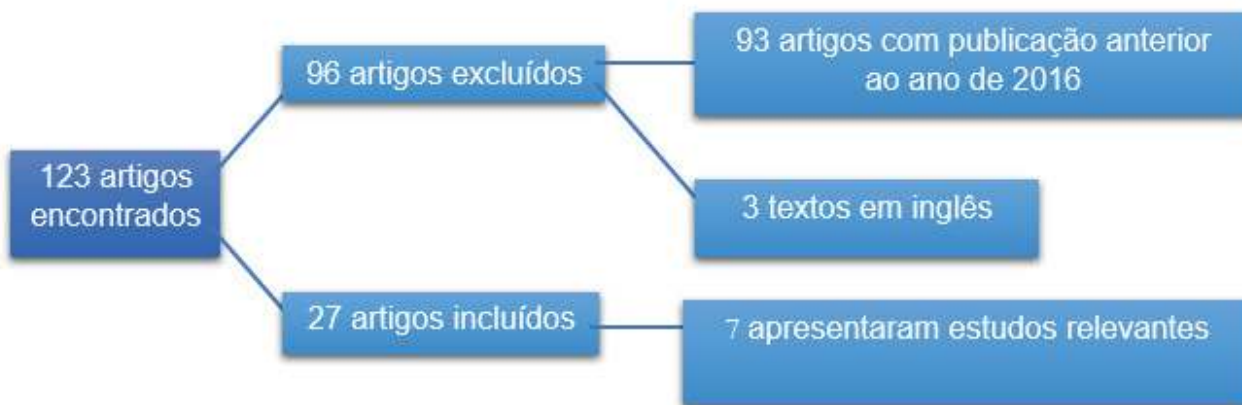 123 artigos
encontrados
96 artigos excluídos
93 artigos com publicação anterior
ao ano de 2016
3 textos em inglês
27 artigos incluídos
7 apresentaram estudos relevantes